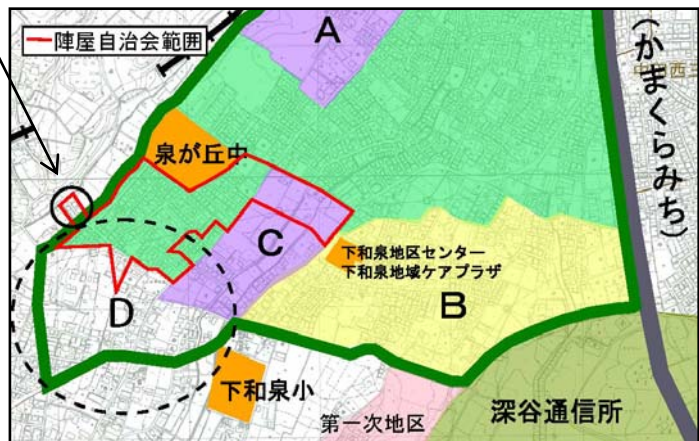 陣屋自治会範囲
A
(かまくらみち)
泉が丘中
C
下和泉地区センター
下和泉地域ケアプラザ
D
B
下和泉小
第一次地区
深谷通信所